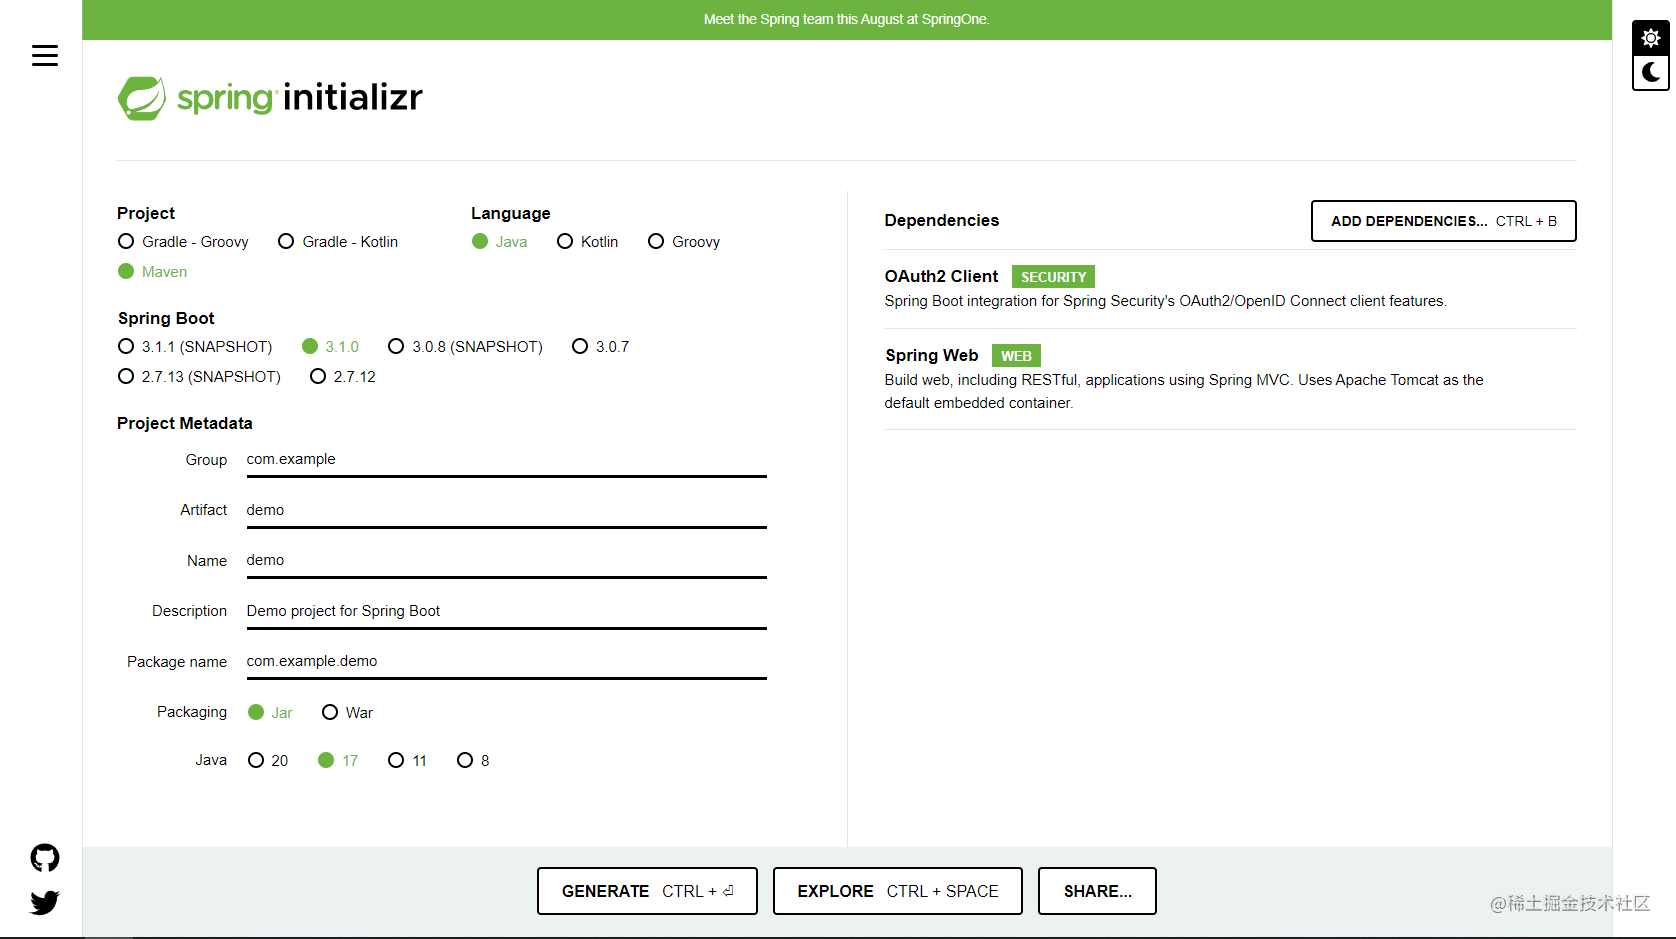 Meet the Spring team this August at SpringOne.
spring initializr
Project
Gradle - Groovy Gradle - Kotlin
Maven
Language
Java Kotlin Groovy
Spring Boot
3.1.1 (SNAPSHOT) 3.1.0 3.0.8 (SNAPSHOT) 3.0.7
2.7.13 (SNAPSHOT) 2.7.12
Project Metadata
Group com.example
Artifact demo
Name demo
Description Demo project for Spring Boot
Package name com.example.demo
Packaging Jar War
Java 20 17 11 8
Dependencies
ADD DEPENDENCIES... CTRL + B
OAuth2 Client SECURITY
Spring Boot integration for Spring Security's OAuth2/OpenID Connect client features.
Spring Web WEB
Build web, including RESTful, applications using Spring MVC. Uses Apache Tomcat as the
default embedded container.
GENERATE CTRL + ⏎ EXPLORE CTRL + SPACE SHARE...
@稀土掘金技术社区